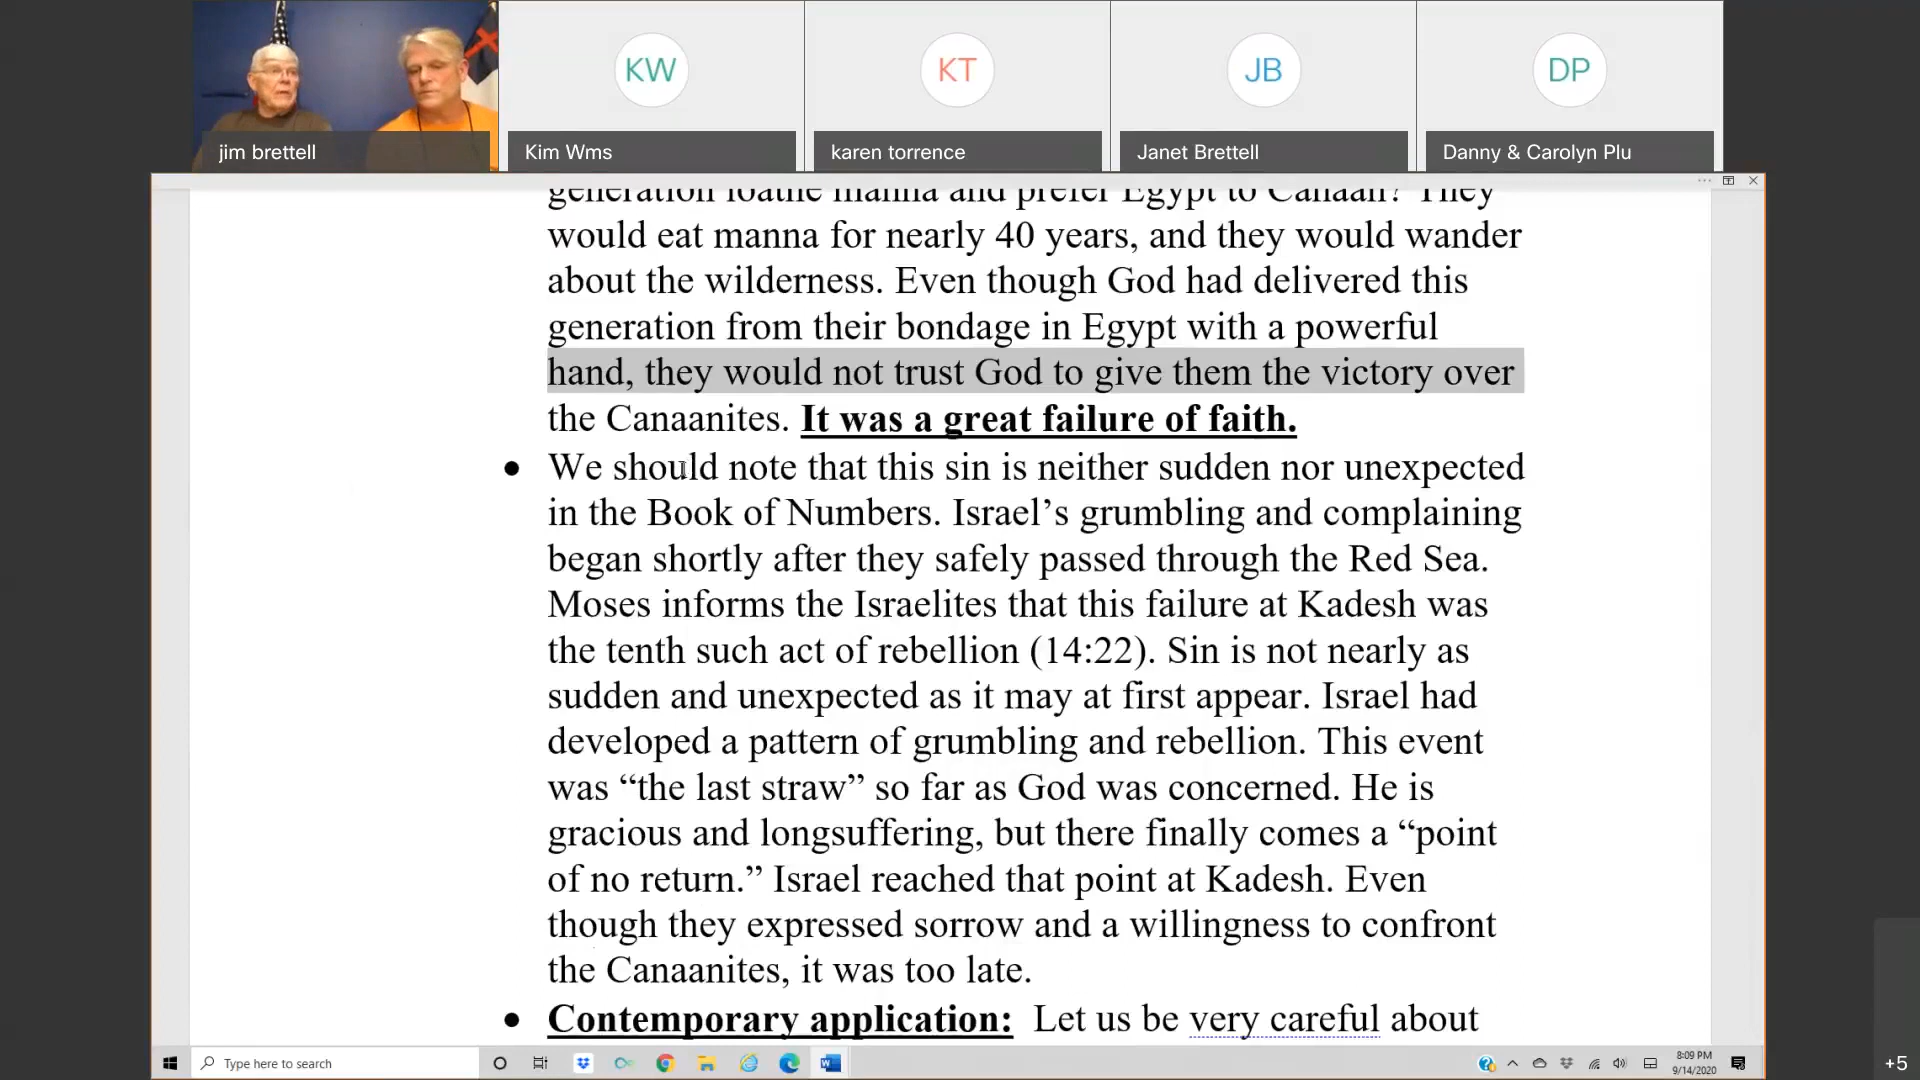 KW
KT
JB
DP
jim brettell
Kim Wms
karen torrence
Janet Brettell
Danny & Carolyn Plu
generation loathe manna and prefer Egypt to Canaan? They
would eat manna for nearly 40 years, and they would wander
about the wilderness. Even though God had delivered this
generation from their bondage in Egypt with a powerful
hand, they would not trust God to give them the victory over
the Canaanites. It was a great failure of faith.
• We should note that this sin is neither sudden nor unexpected
in the Book of Numbers. Israel’s grumbling and complaining
began shortly after they safely passed through the Red Sea.
Moses informs the Israelites that this failure at Kadesh was
the tenth such act of rebellion (14:22). Sin is not nearly as
sudden and unexpected as it may at first appear. Israel had
developed a pattern of grumbling and rebellion. This event
was “the last straw” so far as God was concerned. He is
gracious and longsuffering, but there finally comes a “point
of no return.” Israel reached that point at Kadesh. Even
though they expressed sorrow and a willingness to confront
the Canaanites, it was too late.
• Contemporary application: Let us be very careful about
Type here to search
8:09 PM
9/14/2020
+5